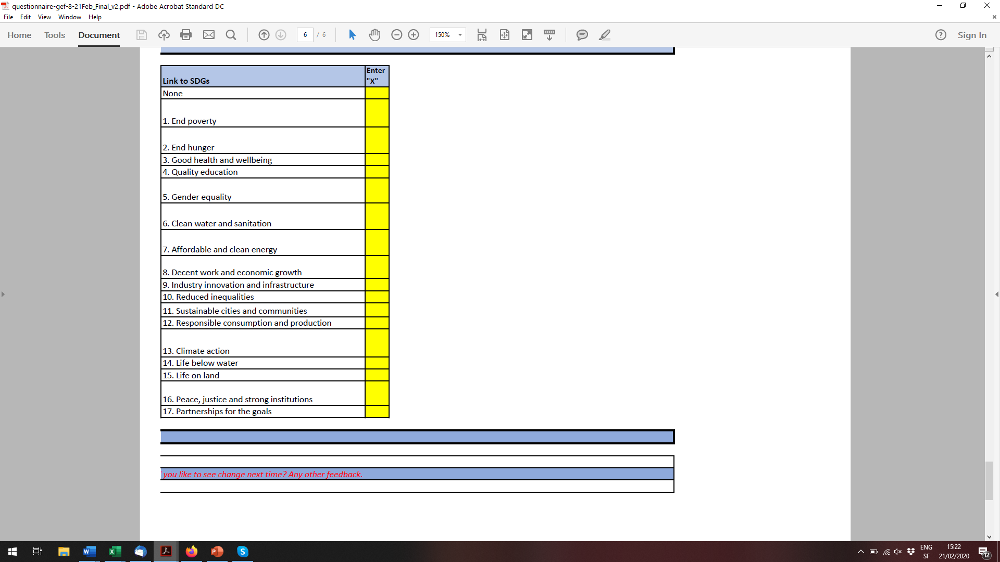 questionnaire-gef-8-21Feb_Final_v2.pdf - Adobe Acrobat Standard DC
File Edit View Window Help
Home Tools Document 6 / 6 150% Sign In
Link to SDGs
Enter
"X"
None
1. End poverty
2. End hunger
3. Good health and wellbeing
4. Quality education
5. Gender equality
6. Clean water and sanitation
7. Affordable and clean energy
8. Decent work and economic growth
9. Industry innovation and infrastructure
10. Reduced inequalities
11. Sustainable cities and communities
12. Responsible consumption and production
13. Climate action
14. Life below water
15. Life on land
16. Peace, justice and strong institutions
17. Partnerships for the goals
you like to see change next time? Any other feedback.
ENG
SF
15:22
21/02/2020
12